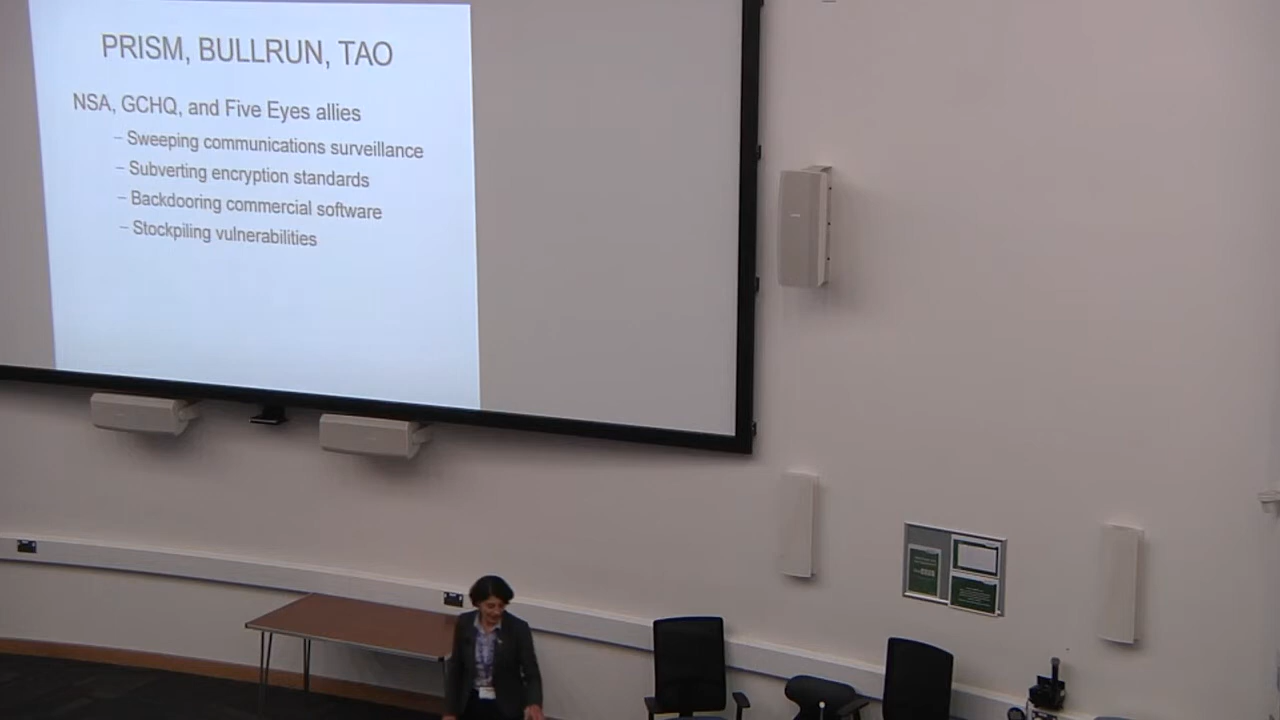 PRISM, BULLRUN, TAO
NSA, GCHQ, and Five Eyes allies
– Sweeping communications surveillance
– Subverting encryption standards
– Backdooring commercial software
– Stockpiling vulnerabilities